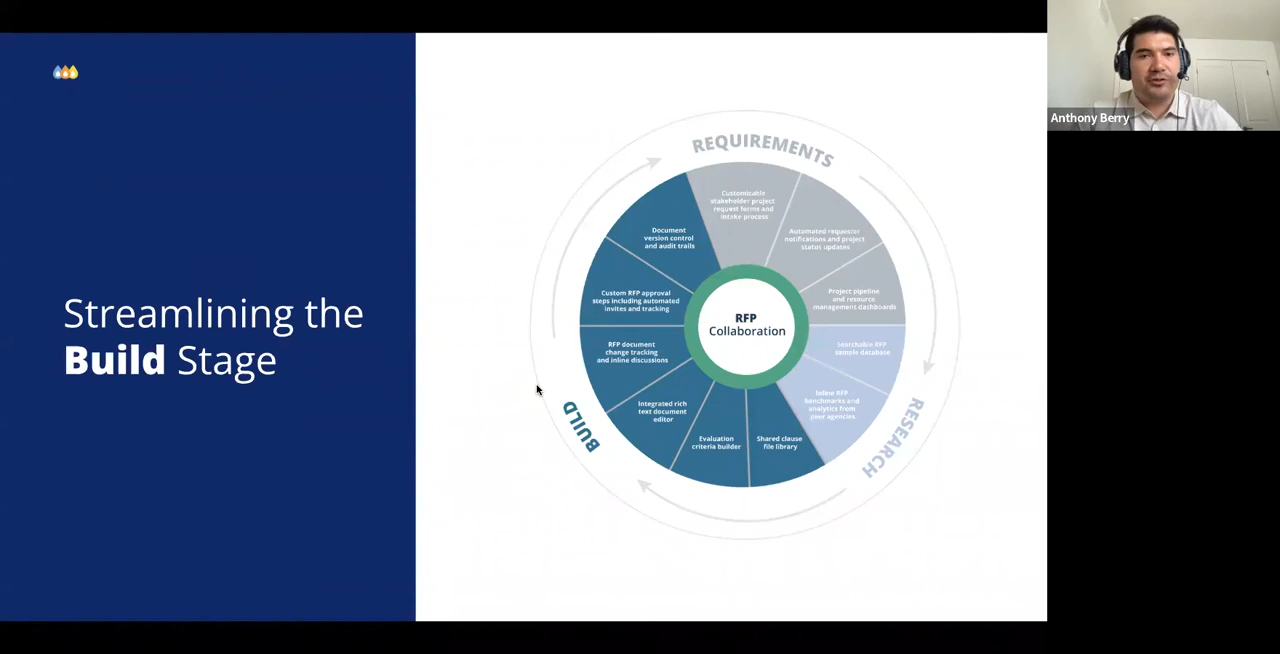 Streamlining the
Build Stage
REQUIREMENTS
Customizable
stakeholder project
request forms and
intake process
Automated requestor
notifications and project
status updates
Project pipeline
and resource
management dashboards
Searchable RFP
sample database
Inline RFP
benchmarks and
analytics from
peer agencies
RESEARCH
Shared clause
file library
Evaluation
criteria builder
Integrated rich
text document
editor
RFP document
change tracking
and inline discussions
Custom RFP approval
steps including automated
invites and tracking
Document
version control
and audit trails
BUILD
RFP
Collaboration
Anthony Berry